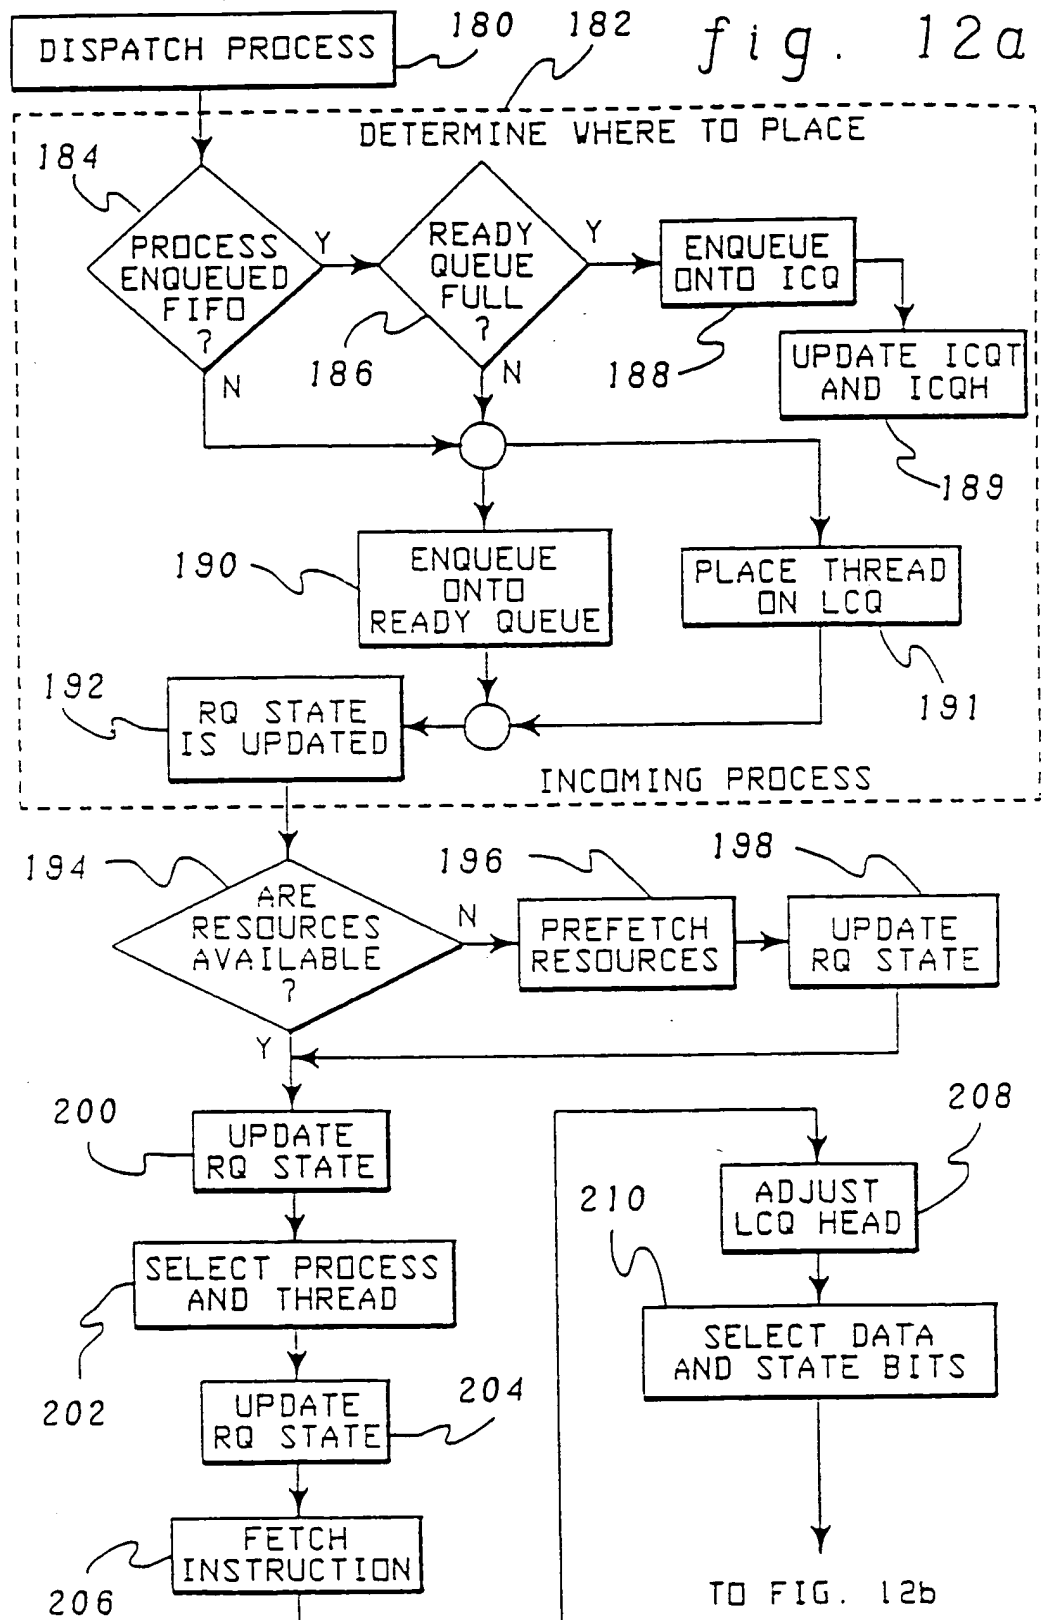 fig. 12a
DISPATCH PROCESS
180
182
DETERMINE WHERE TO PLACE
184
PROCESS
ENQUEUED
FIFO
?
Y
N
READY
QUEUE
FULL
?
186
Y
N
ENQUEUE
ONTO ICQ
188
UPDATE ICQT
AND ICQH
189
190
ENQUEUE
ONTO
READY QUEUE
PLACE THREAD
ON LCQ
191
192
RQ STATE
IS UPDATED
INCOMING PROCESS
194
ARE
RESOURCES
AVAILABLE
?
N
Y
196
PREFETCH
RESOURCES
198
UPDATE
RQ STATE
200
UPDATE
RQ STATE
SELECT PROCESS
AND THREAD
202
UPDATE
RQ STATE
204
FETCH
INSTRUCTION
206
208
ADJUST
LCQ HEAD
210
SELECT DATA
AND STATE BITS
TO FIG. 12b